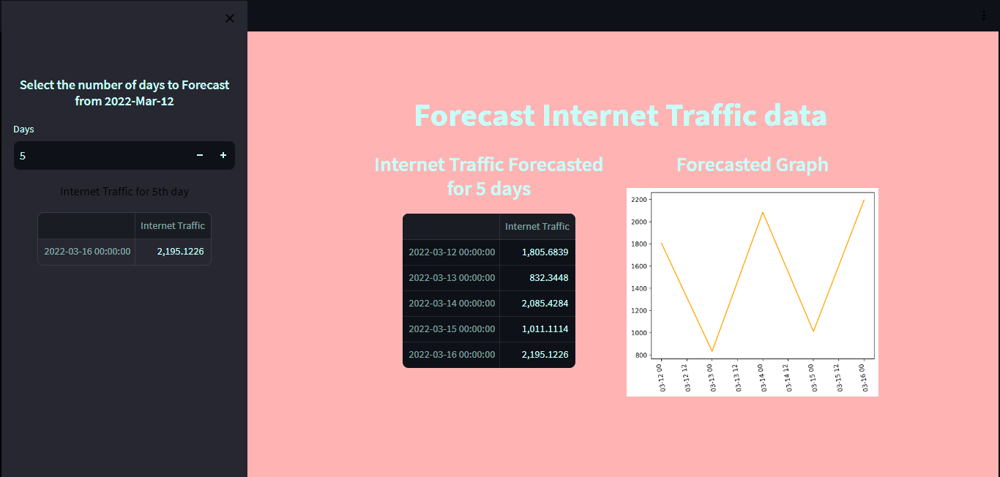 Select the number of days to Forecast
from 2022-Mar-12
Days
5
Internet Traffic for 5th day
Internet Traffic
2022-03-16 00:00:00 2,195.1226
Forecast Internet Traffic data
Internet Traffic Forecasted
for 5 days
Internet Traffic
2022-03-12 00:00:00 1,805.6839
2022-03-13 00:00:00 832.3448
2022-03-14 00:00:00 2,085.4284
2022-03-15 00:00:00 1,011.1114
2022-03-16 00:00:00 2,195.1226
Forecasted Graph
2200
2000
1800
1600
1400
1200
1000
800
03-12 00
03-12 12
03-13 00
03-13 12
03-14 00
03-14 12
03-15 00
03-15 12
03-16 00